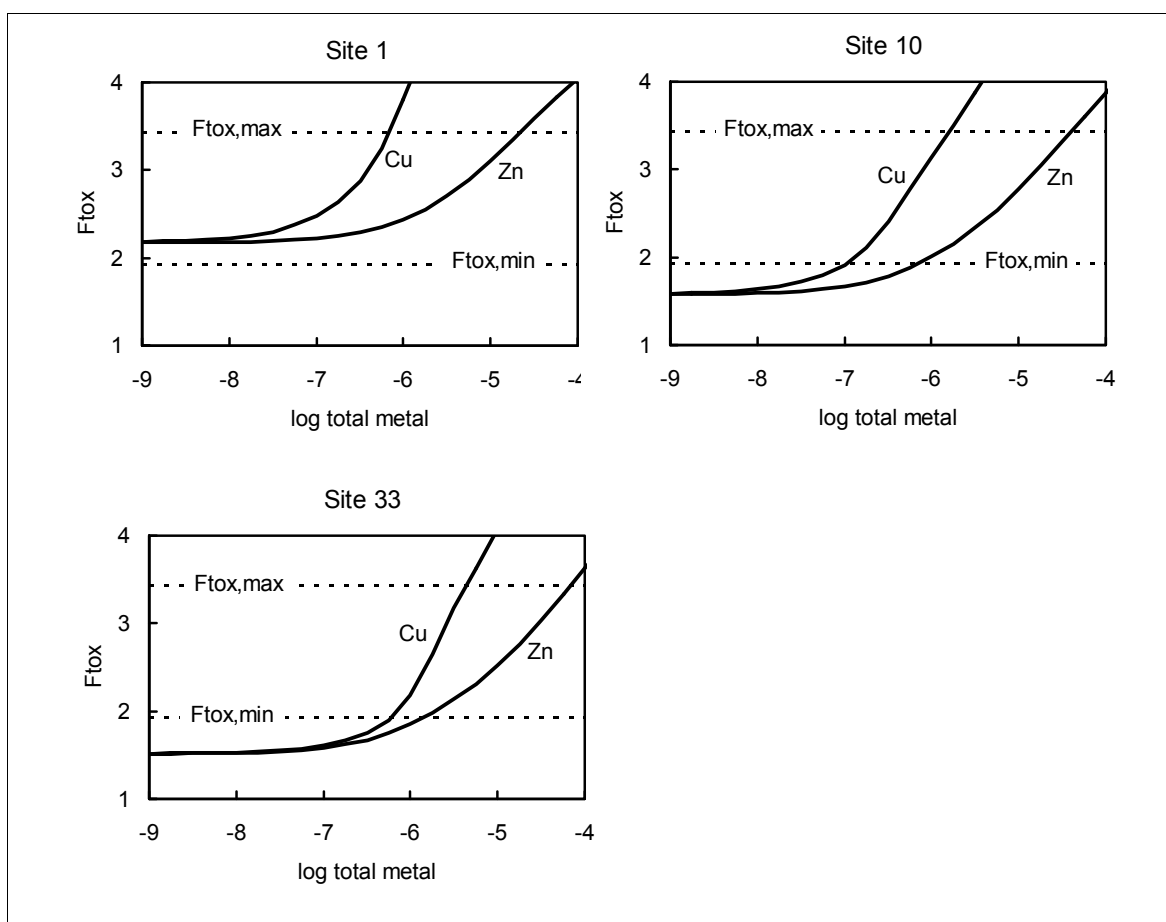 Site 1
4
Ftox,max
3
Cu
Zn
Ftox
2
Ftox,min
1
-9 -8 -7 -6 -5 -4
log total metal
Site 10
4
Ftox,max
3
Cu
Zn
Ftox
2
Ftox,min
1
-9 -8 -7 -6 -5 -4
log total metal
Site 33
4
Ftox,max
3
Cu
Zn
Ftox
2
Ftox,min
1
-9 -8 -7 -6 -5 -4
log total metal